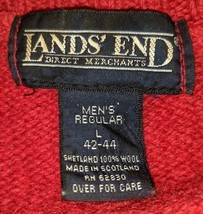 LANDS' END
DIRECT MERCHANTS
MEN'S
REGULAR
L
42-44
SHETLAND 100% WOOL
MADE IN SCOTLAND
RN 62830
OVER FOR CARE